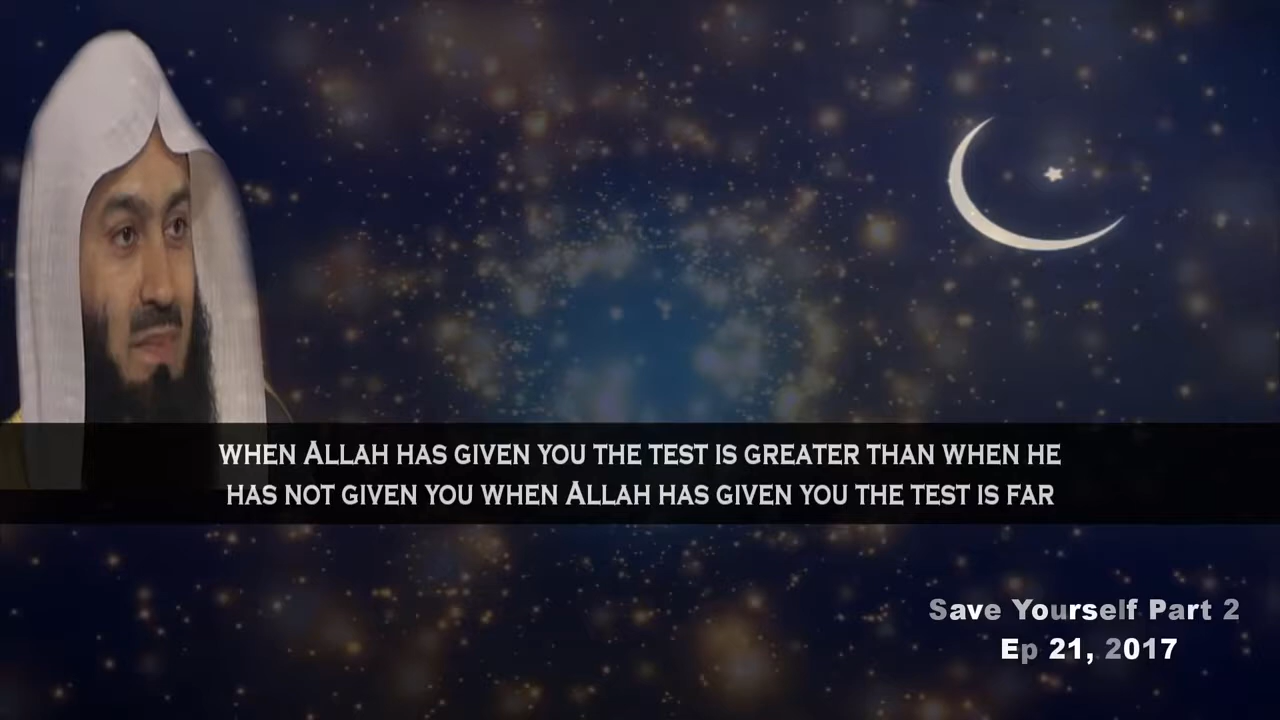 WHEN ALLAH HAS GIVEN YOU THE TEST IS GREATER THAN WHEN HE
HAS NOT GIVEN YOU WHEN ALLAH HAS GIVEN YOU THE TEST IS FAR
Save Yourself Part 2
Ep 21, 2017